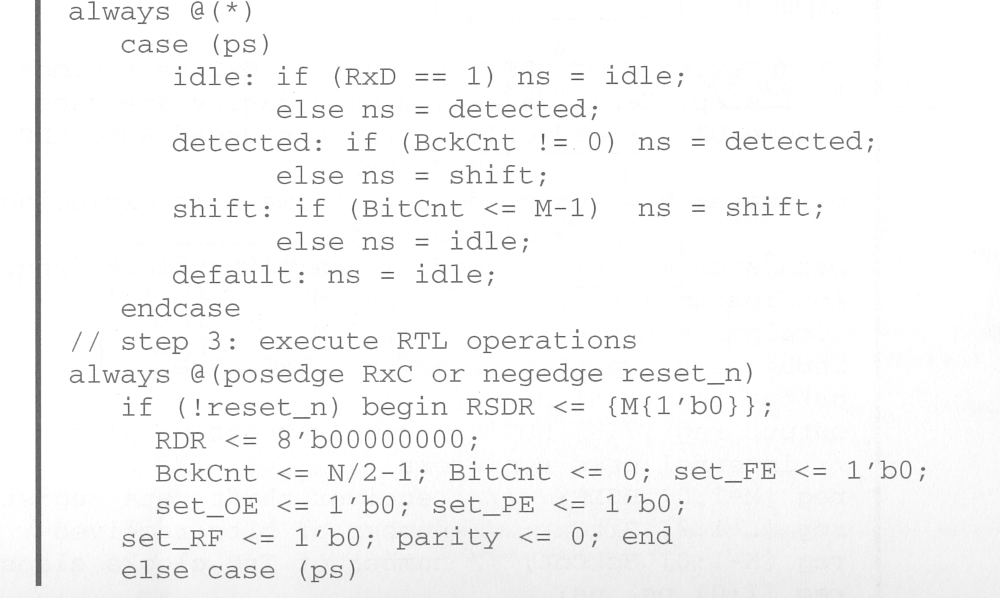 always @(*)
case (ps)
idle: if (RxD == 1) ns = idle;
else ns = detected;
detected: if (BckCnt != 0) ns = detected;
else ns = shift;
shift: if (BitCnt <= M-1) ns = shift;
else ns = idle;
default: ns = idle;
endcase
// step 3: execute RTL operations
always @(posedge RxC or negedge reset_n)
if (!reset_n) begin RSDR <= {M{1'b0}};
RDR <= 8'b00000000;
BckCnt <= N/2-1; BitCnt <= 0; set_FE <= 1'b0;
set_OE <= 1'b0; set_PE <= 1'b0;
set_RF <= 1'b0; parity <= 0; end
else case (ps)